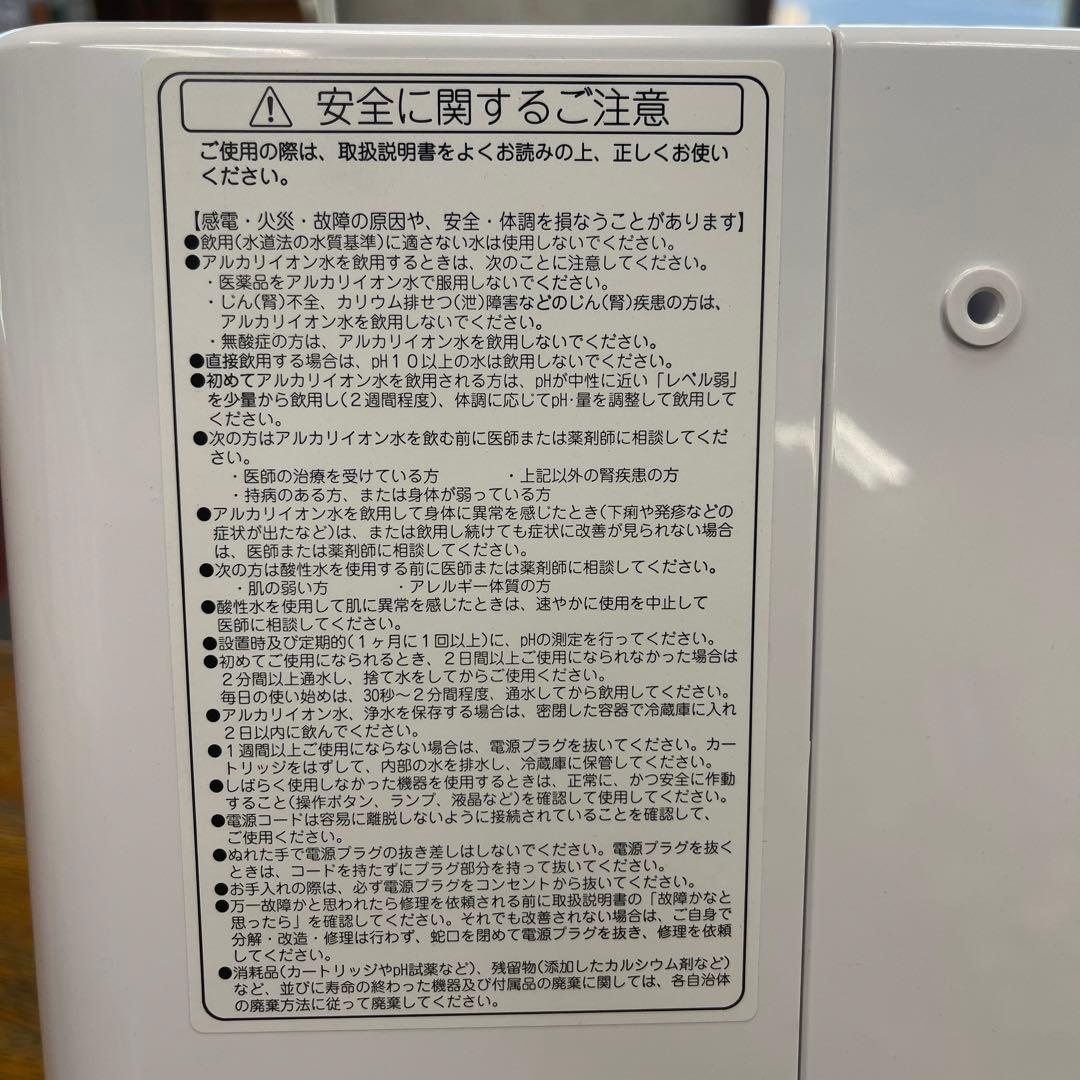 ⚠ 安全に関するご注意
ご使用の際は、取扱説明書をよくお読みの上、正しくお使い
ください。
【感電・火災・故障の原因や、安全・体調を損なうことがあります】
●飲用(水道法の水質基準)に適さない水は使用しないでください。
●アルカリイオン水を飲用するときは、次のことに注意してください。
・医薬品をアルカリイオン水で服用しないでください。
・じん(腎)不全、カリウム排せつ(泄)障害などのじん(腎)疾患の方は、
アルカリイオン水を飲用しないでください。
・無酸症の方は、アルカリイオン水を飲用しないでください。
●直接飲用する場合は、pH10以上の水は飲用しないでください。
●初めてアルカリイオン水を飲用される方は、pHが中性に近い「レベル弱」
を少量から飲用し(2週間程度)、体調に応じてpH・量を調整して飲用して
ください。
●次の方はアルカリイオン水を飲む前に医師または薬剤師に相談してくだ
さい。
・医師の治療を受けている方 ・上記以外の腎疾患の方
・持病のある方、または身体が弱っている方
●アルカリイオン水を飲用して身体に異常を感じたとき(下痢や発疹などの
症状が出たなど)は、または飲用し続けても症状に改善が見られない場合
は、医師または薬剤師に相談してください。
●次の方は酸性水を使用する前に医師または薬剤師に相談してください。
・肌の弱い方 ・アレルギー体質の方
●酸性水を使用して肌に異常を感じたときは、速やかに使用を中止して
医師に相談してください。
●設置時及び定期的(1ヶ月に1回以上)に、pHの測定を行ってください。
●初めてご使用になられるとき、2日間以上ご使用になられなかった場合は
2分間以上通水し、捨て水をしてからご使用ください。
毎日の使い始めは、30秒～2分間程度、通水してから飲用してください。
●アルカリイオン水、浄水を保存する場合は、密閉した容器で冷蔵庫に入れ
2日以内に飲んでください。
●1週間以上ご使用にならない場合は、電源プラグを抜いてください。カー
トリッジをはずして、内部の水を排水し、冷蔵庫に保管してください。
●しばらく使用しなかった機器を使用するときは、正常に、かつ安全に作動
すること(操作ボタン、ランプ、液晶など)を確認して使用してください。
●電源コードは容易に離脱しないように接続されていることを確認して、
ご使用ください。
●ぬれた手で電源プラグの抜き差しはしないでください。電源プラグを抜く
ときは、コードを持たずにプラグ部分を持って抜いてください。
●お手入れの際は、必ず電源プラグをコンセントから抜いてください。
●万一故障かと思われたら修理を依頼される前に取扱説明書の「故障かなと
思ったら」を確認してください。それでも改善されない場合は、ご自身で
分解・改造・修理は行わず、蛇口を閉めて電源プラグを抜き、修理を依頼
してください。
●消耗品(カートリッジやpH試薬など)、残留物(添加したカルシウム剤など)
など、並びに寿命の終わった機器及び付属品の廃棄に関しては、各自治体
の廃棄方法に従って廃棄してください。